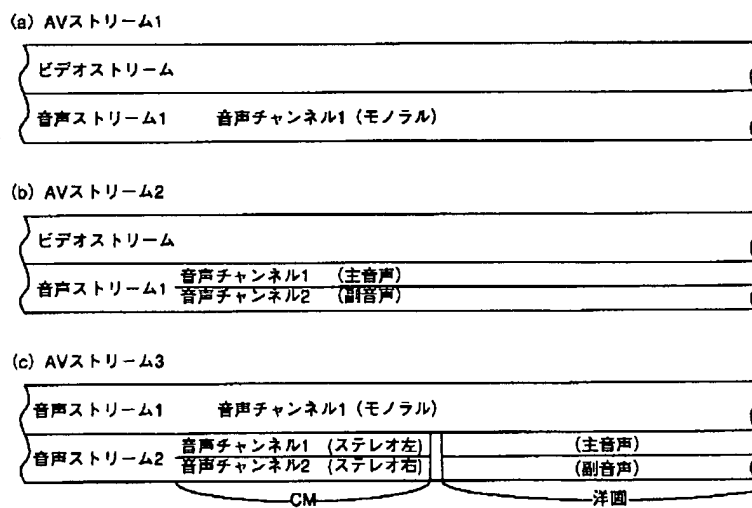 (a) AVストリーム1
ビデオストリーム
音声ストリーム1 音声チャンネル1 (モノラル)
(b) AVストリーム2
ビデオストリーム
音声ストリーム1
音声チャンネル1 (主音声)
音声チャンネル2 (副音声)
(c) AVストリーム3
音声ストリーム1 音声チャンネル1 (モノラル)
音声ストリーム2
音声チャンネル1 (ステレオ左) (主音声)
音声チャンネル2 (ステレオ右) (副音声)
CM 洋画